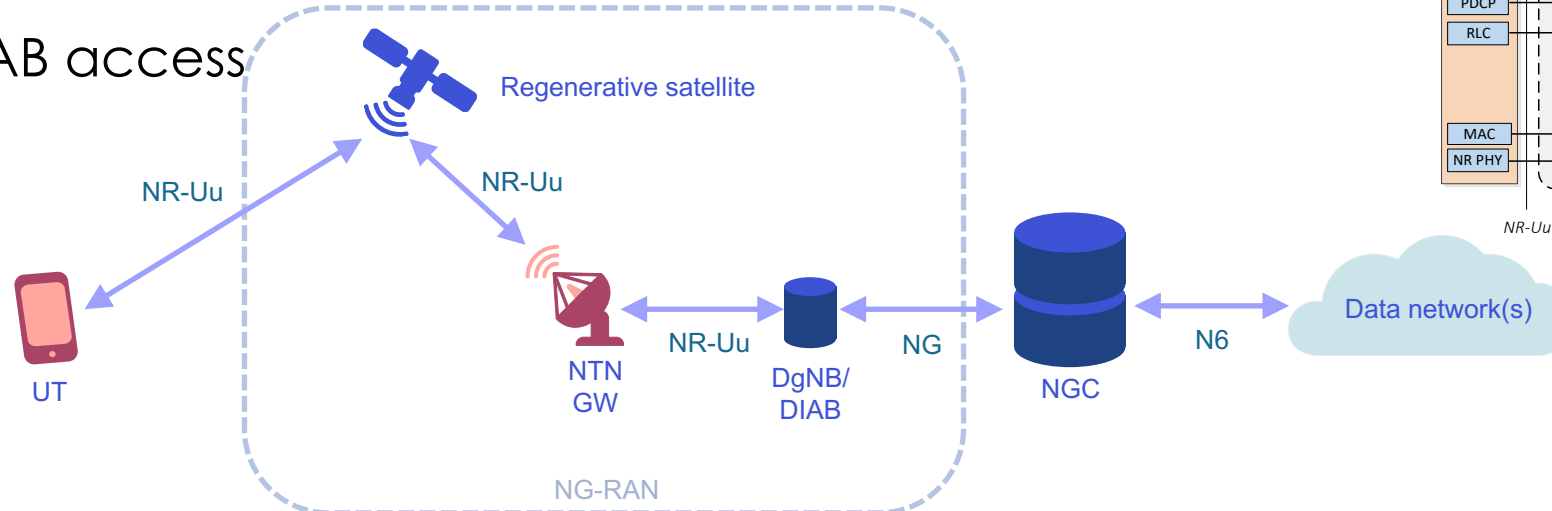 AB access
Regenerative satellite
NR-Uu
NR-Uu
NR-Uu
NG
N6
UT
NTN
GW
DgNB/
DIAB
NGC
Data network(s)
NG-RAN
PDCP
RLC
MAC
NR PHY
NR-Uu